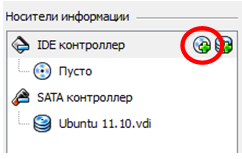 Носители информации
IDE контроллер
Пусто
SATA контроллер
Ubuntu 11.10.vdi